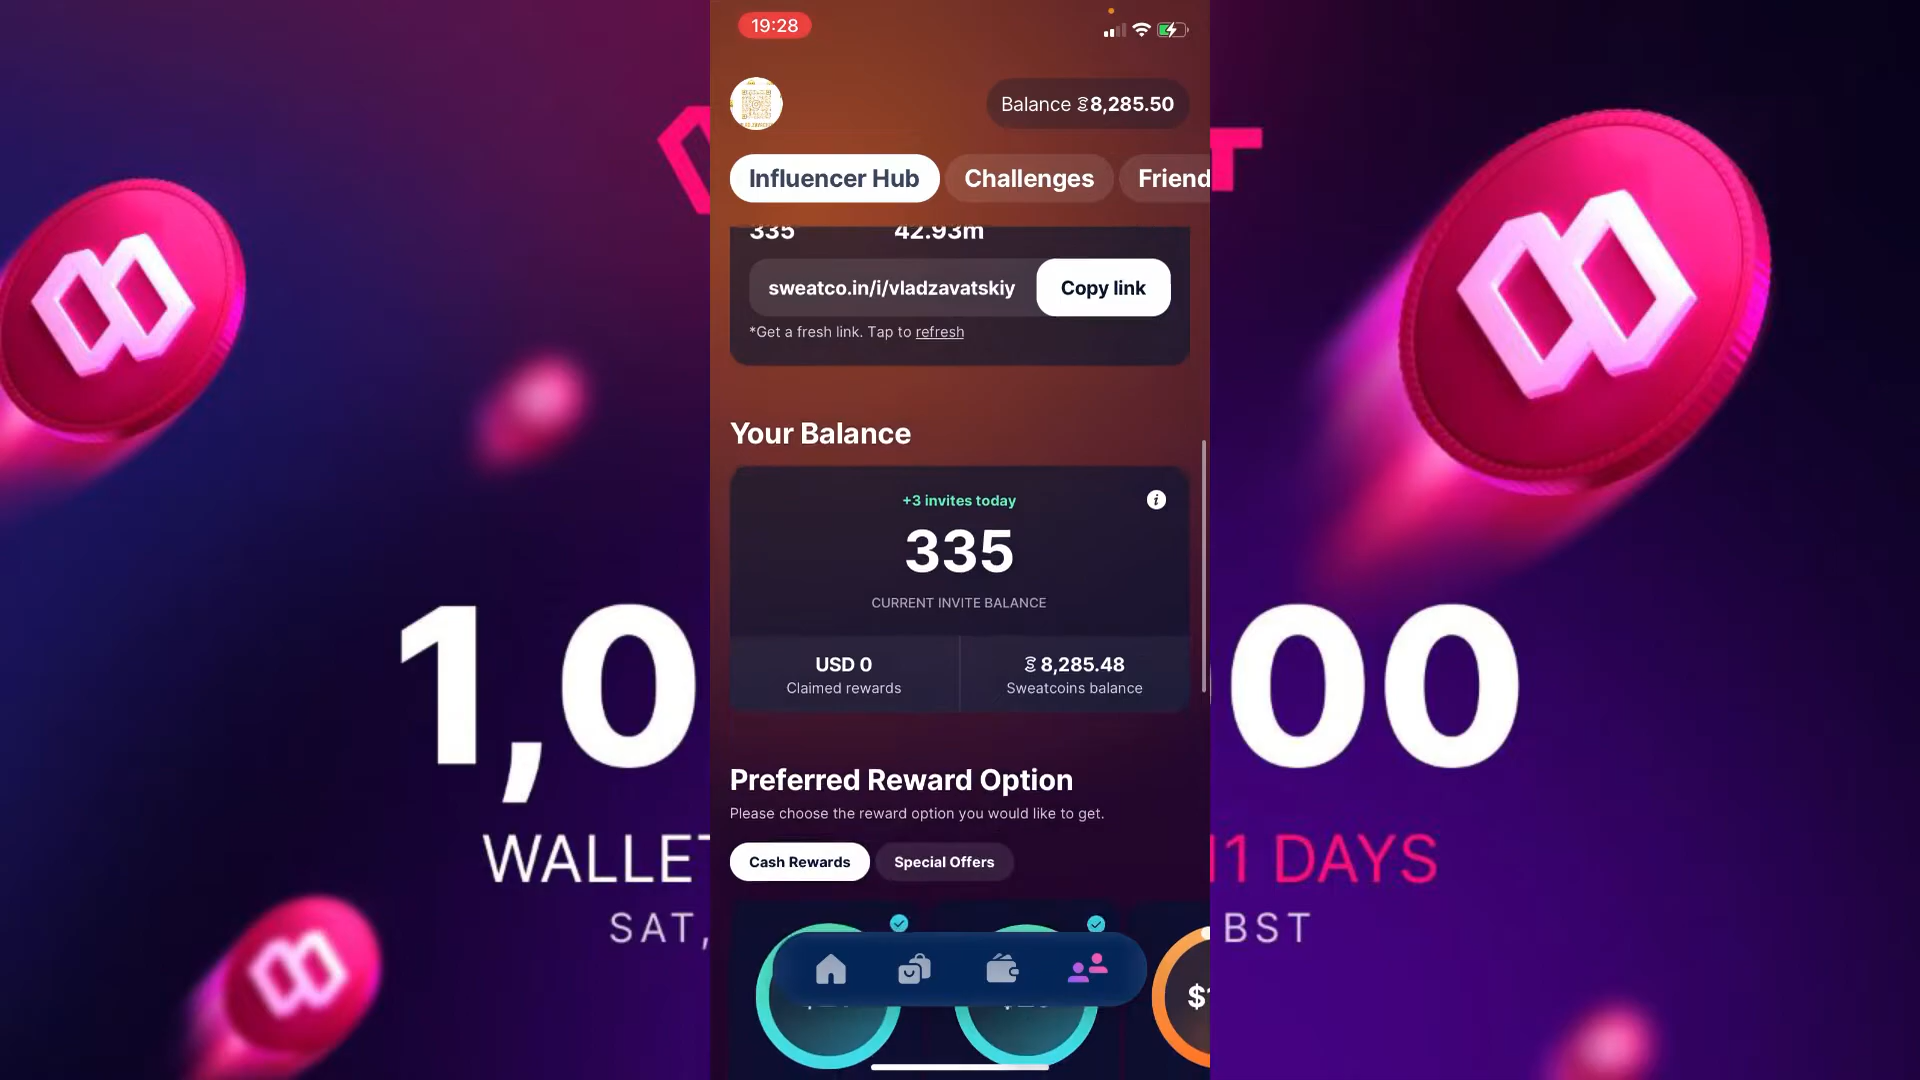 19:28
Balance 8,285.50
Influencer Hub
Challenges
Friend
335
42.93m
sweatco.in/i/vladzavatskiy
Copy link
*Get a fresh link. Tap to refresh
Your Balance
+3 invites today
335
CURRENT INVITE BALANCE
USD 0
Claimed rewards
8,285.48
Sweatcoins balance
Preferred Reward Option
Please choose the reward option you would like to get.
Cash Rewards
Special Offers
1,0
00
WALLET
11 DAYS
SAT,
BST